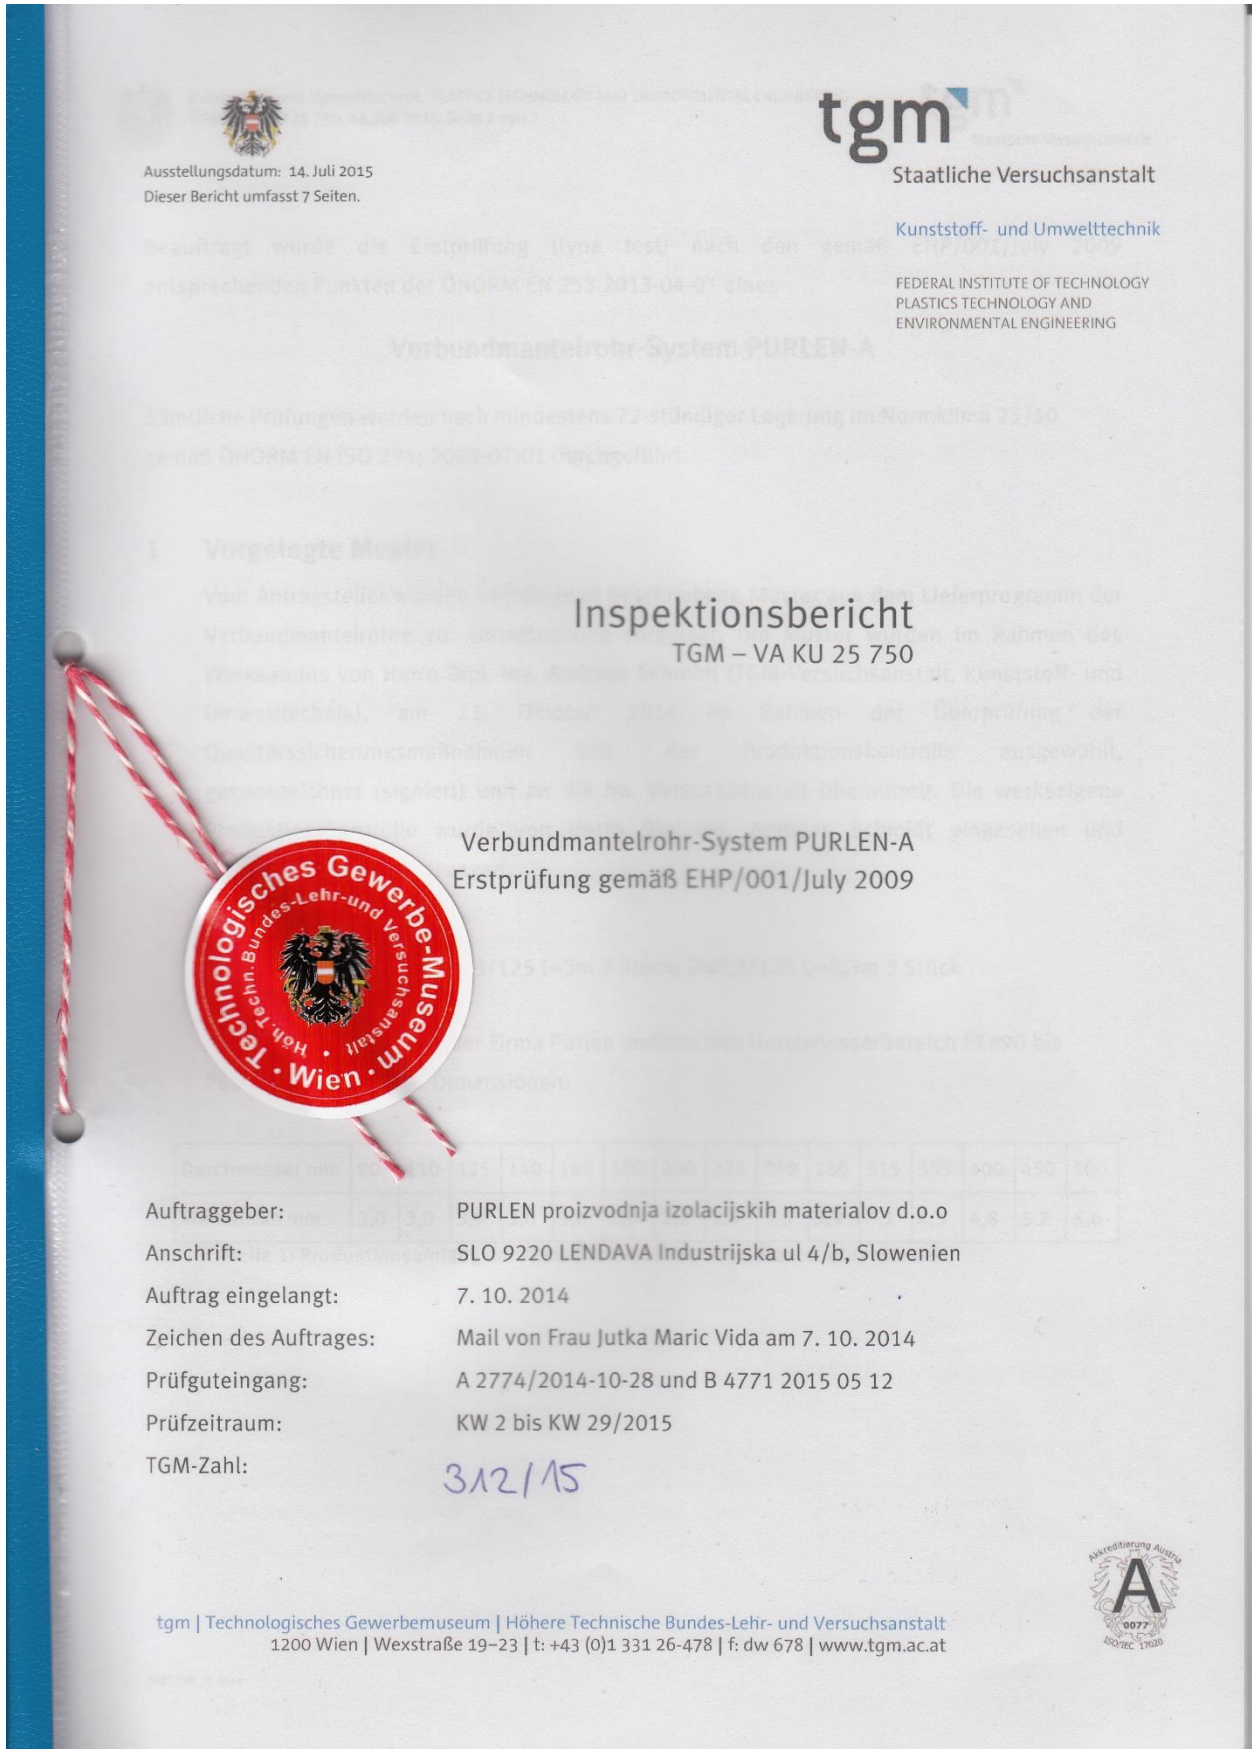 tgm
Staatliche Versuchsanstalt
Ausstellungsdatum: 14. Juli 2015
Dieser Bericht umfasst 7 Seiten.
Kunststoff- und Umwelttechnik
FEDERAL INSTITUTE OF TECHNOLOGY
PLASTICS TECHNOLOGY AND
ENVIRONMENTAL ENGINEERING
Inspektionsbericht
TGM – VA KU 25 750
Verbundmantelrohr-System PURLEN-A
Erstprüfung gemäß EHP/001/July 2009
Technologisches Gewerbe-Museum · Wien ·
Höh. Techn. Bundes-Lehr-und Versuchsanstalt ·
Auftraggeber: PURLEN proizvodnja izolacijskih materialov d.o.o
Anschrift: SLO 9220 LENDAVA Industrijska ul 4/b, Slowenien
Auftrag eingelangt: 7. 10. 2014
Zeichen des Auftrages: Mail von Frau Jutka Maric Vida am 7. 10. 2014
Prüfguteingang: A 2774/2014-10-28 und B 4771 2015 05 12
Prüfzeitraum: KW 2 bis KW 29/2015
TGM-Zahl: 312/15
Akkreditierung Austria
A
0077
ISO/IEC 17020
tgm | Technologisches Gewerbemuseum | Höhere Technische Bundes-Lehr- und Versuchsanstalt
1200 Wien | Wexstraße 19–23 | t: +43 (0)1 331 26-478 | f: dw 678 | www.tgm.ac.at